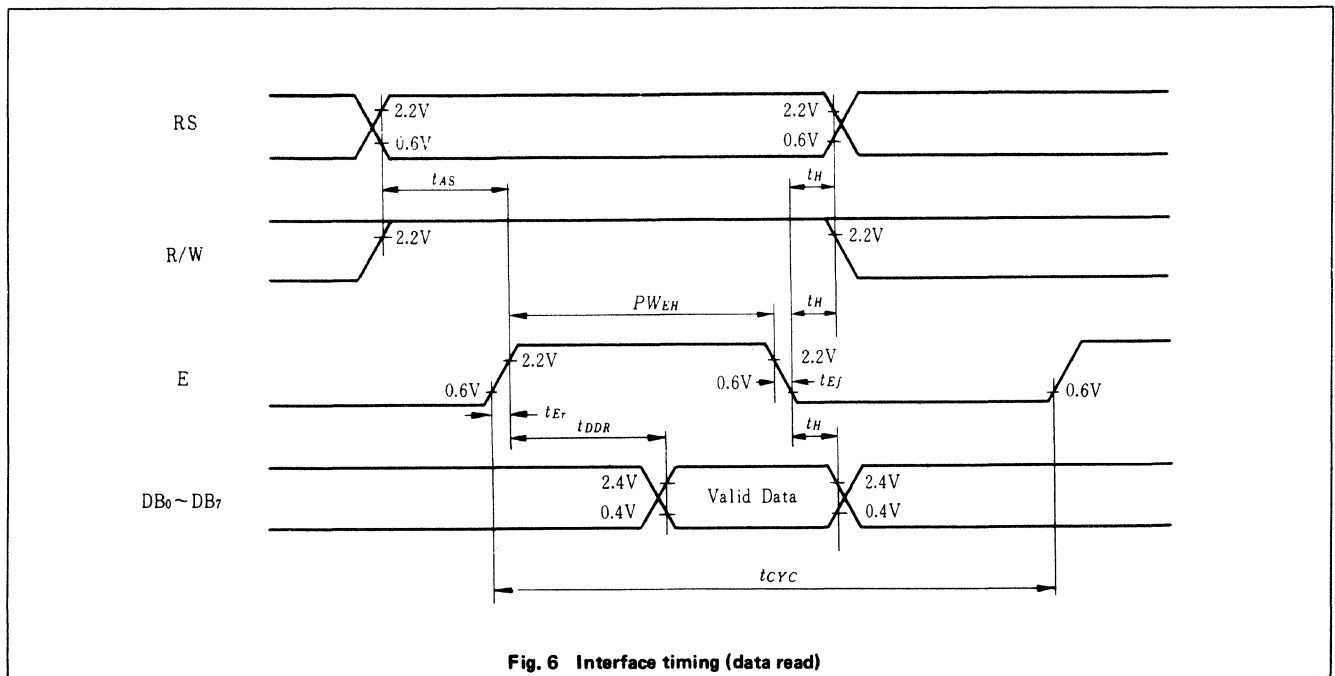 RS
2.2V
0.6V
2.2V
0.6V
tAS
tH
R/W
2.2V
2.2V
PWEH
tH
E
0.6V
2.2V
2.2V
0.6V
tEf
0.6V
tEr
tDDR
tH
DB0~DB7
2.4V
0.4V
Valid Data
2.4V
0.4V
tCYC
Fig. 6 Interface timing (data read)